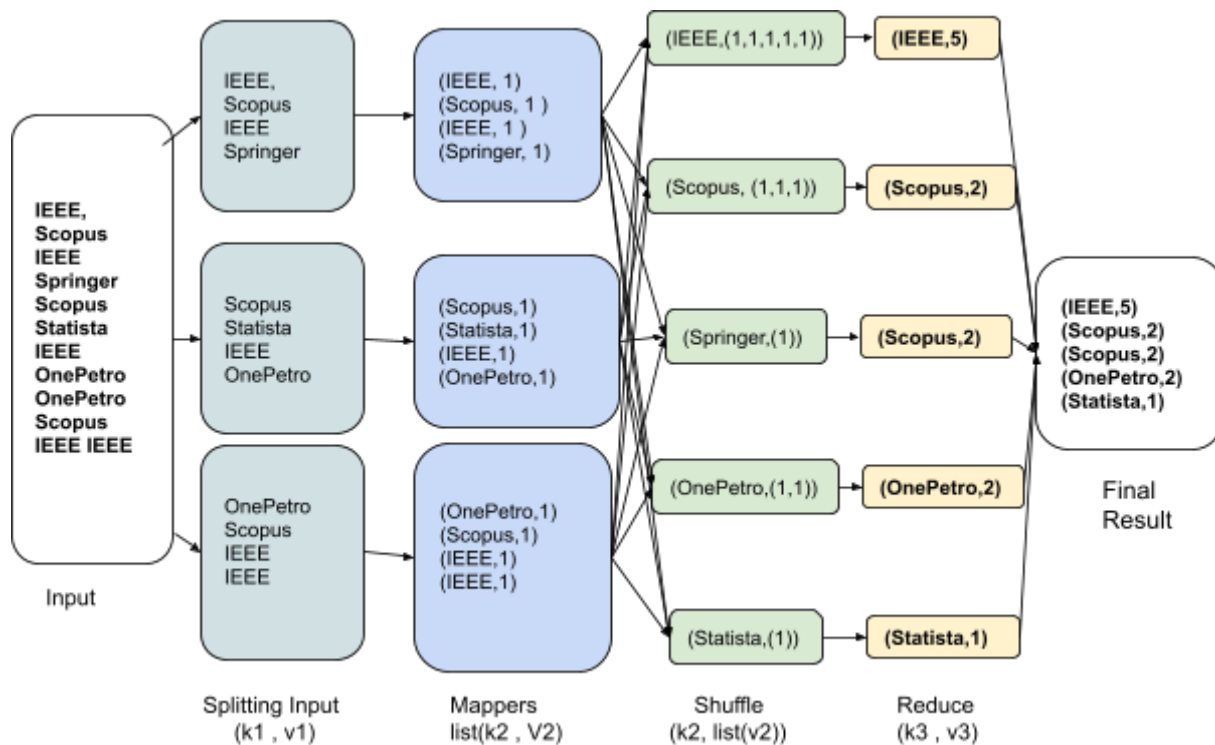 IEEE,
Scopus
IEEE
Springer
Scopus
Statista
IEEE
OnePetro
OnePetro
Scopus
IEEE IEEE
Input
IEEE,
Scopus
IEEE
Springer
Scopus
Statista
IEEE
OnePetro
OnePetro
Scopus
IEEE
IEEE
Splitting Input
(k1 , v1)
(IEEE, 1)
(Scopus, 1 )
(IEEE, 1 )
(Springer, 1)
(Scopus,1)
(Statista,1)
(IEEE,1)
(OnePetro,1)
(OnePetro,1)
(Scopus,1)
(IEEE,1)
(IEEE,1)
Mappers
list(k2 , V2)
(IEEE,(1,1,1,1,1))
(Scopus, (1,1,1))
(Springer,(1))
(OnePetro,(1,1))
(Statista,(1))
Shuffle
(k2, list(v2))
(IEEE,5)
(Scopus,2)
(Scopus,2)
(OnePetro,2)
(Statista,1)
Reduce
(k3 , v3)
(IEEE,5)
(Scopus,2)
(Scopus,2)
(OnePetro,2)
(Statista,1)
Final
Result